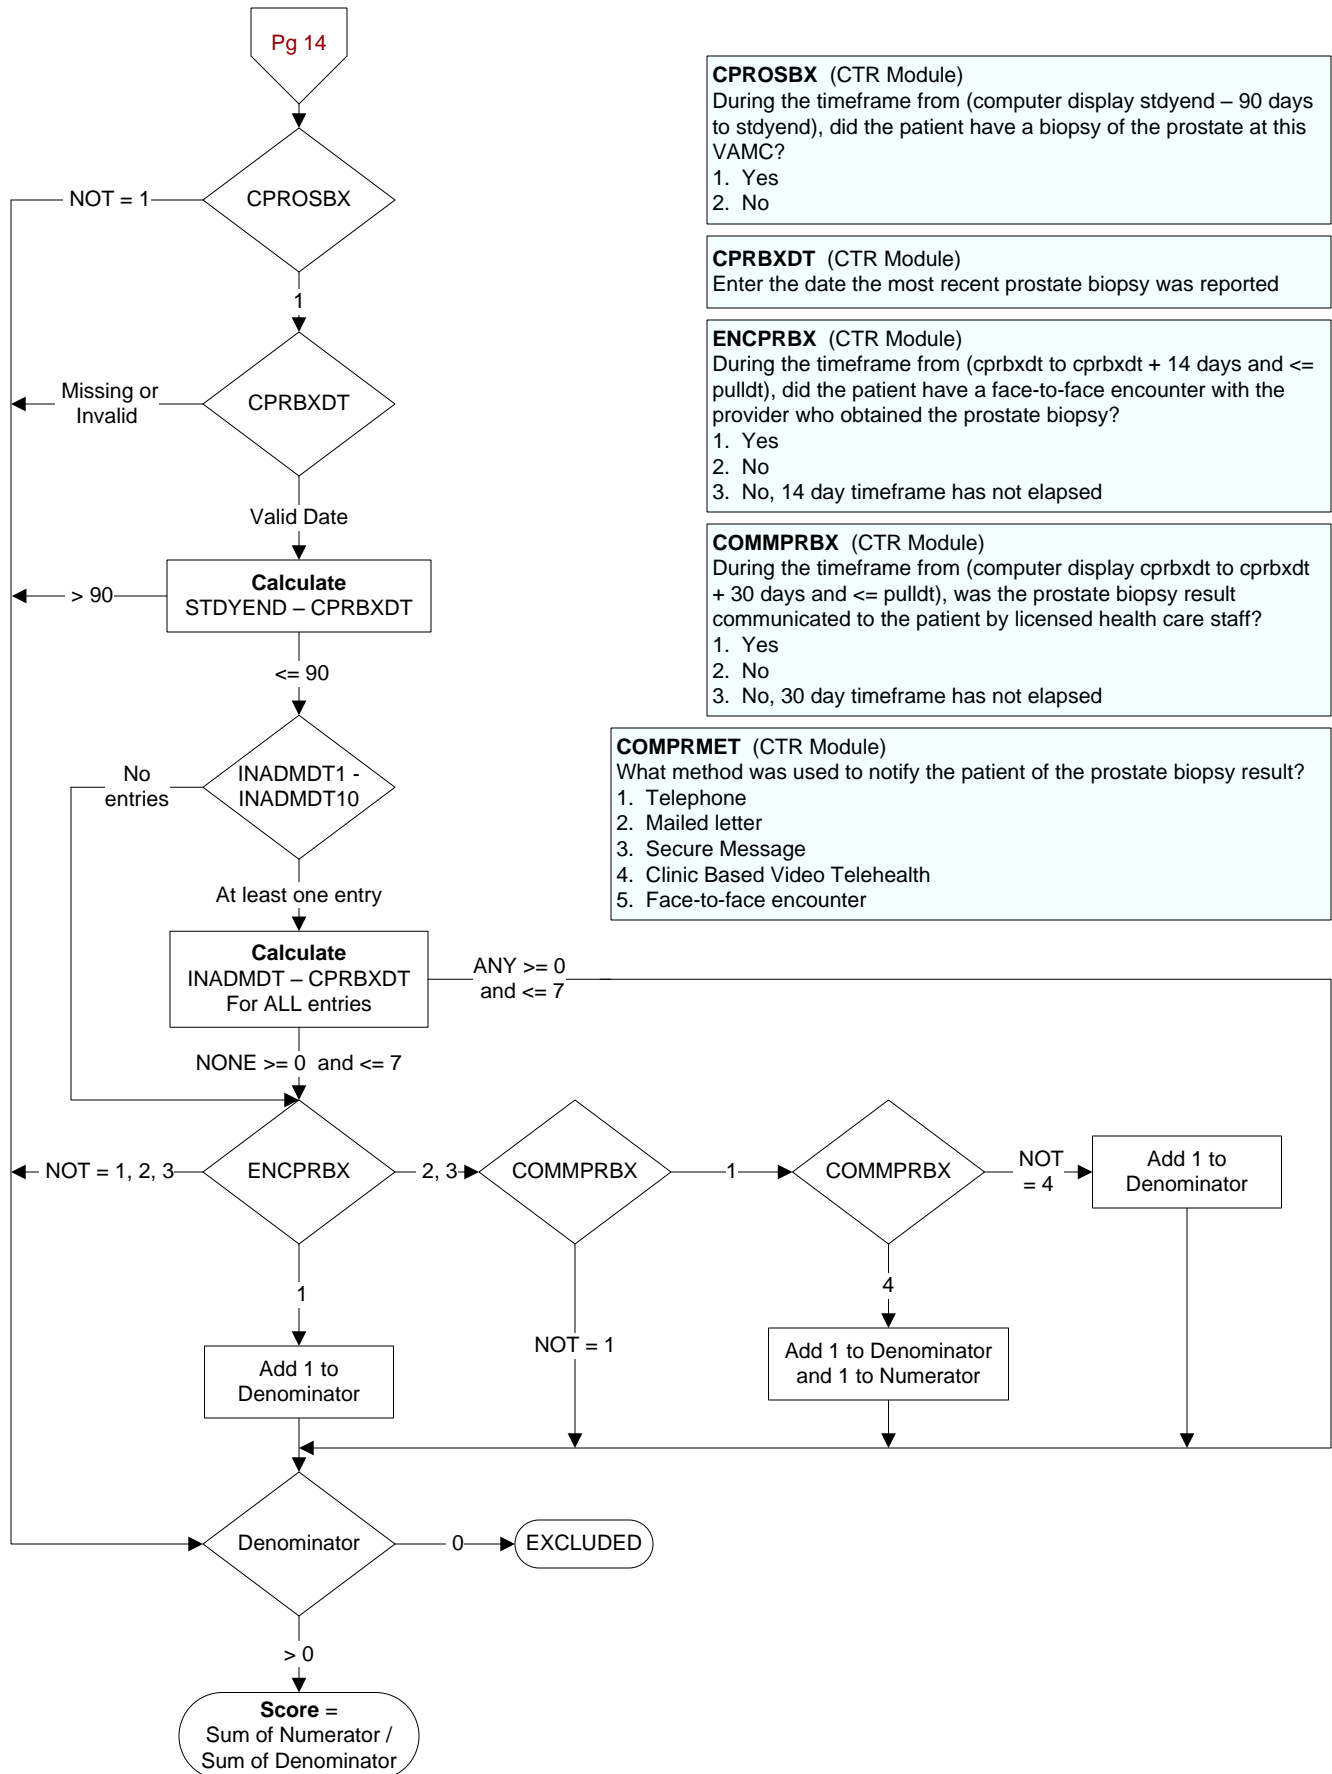 Pg 14
CPROSBX (CTR Module)
During the timeframe from (computer display stdyend – 90 days
to stdyend), did the patient have a biopsy of the prostate at this
VAMC?
1. Yes
2. No
CPRBXDT (CTR Module)
Enter the date the most recent prostate biopsy was reported
ENCPRBX (CTR Module)
During the timeframe from (cprbxdt to cprbxdt + 14 days and <=
pulldt), did the patient have a face-to-face encounter with the
provider who obtained the prostate biopsy?
1. Yes
2. No
3. No, 14 day timeframe has not elapsed
COMMPRBX (CTR Module)
During the timeframe from (computer display cprbxdt to cprbxdt
+ 30 days and <= pulldt), was the prostate biopsy result
communicated to the patient by licensed health care staff?
1. Yes
2. No
3. No, 30 day timeframe has not elapsed
COMPRMET (CTR Module)
What method was used to notify the patient of the prostate biopsy result?
1. Telephone
2. Mailed letter
3. Secure Message
4. Clinic Based Video Telehealth
5. Face-to-face encounter
NOT = 1
CPROSBX
1
Missing or
Invalid
CPRBXDT
Valid Date
> 90
Calculate
STDYEND – CPRBXDT
<= 90
No
entries
INADMDT1 -
INADMDT10
At least one entry
Calculate
INADMDT – CPRBXDT
For ALL entries
ANY >= 0
and <= 7
NONE >= 0 and <= 7
NOT = 1, 2, 3
ENCPRBX
2, 3
COMMPRBX
1
COMMPRBX
NOT
= 4
Add 1 to
Denominator
1
NOT = 1
4
Add 1 to
Denominator
Add 1 to Denominator
and 1 to Numerator
Denominator
0
EXCLUDED
> 0
Score =
Sum of Numerator /
Sum of Denominator